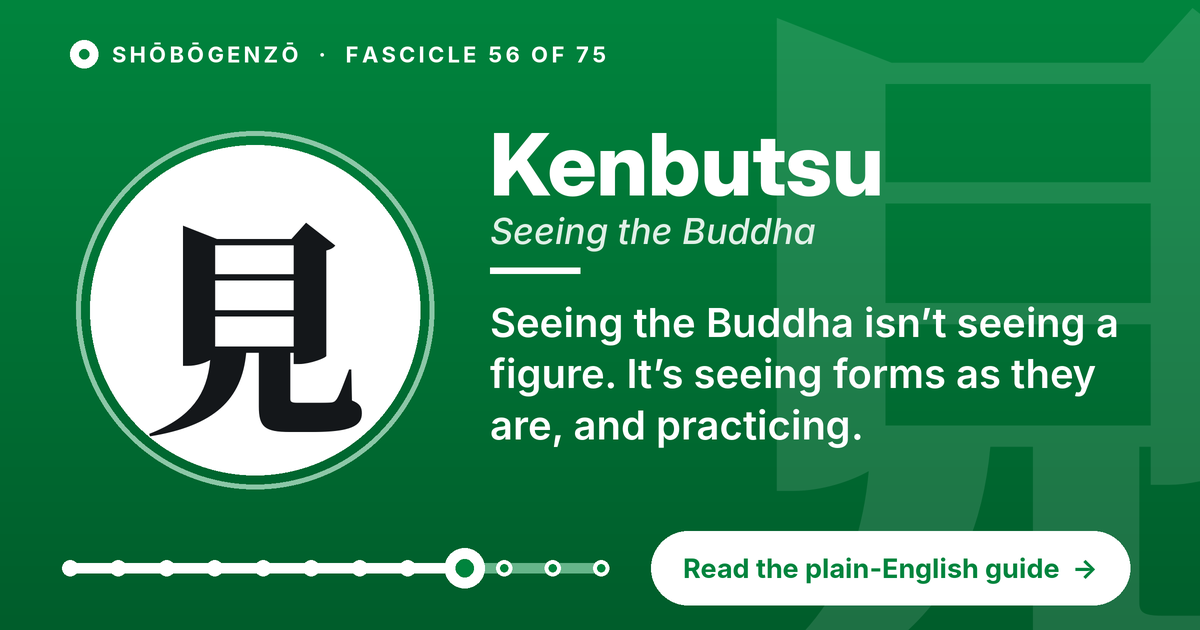 SHŌBŌGENZŌ · FASCICLE 56 OF 75
見
Kenbutsu
Seeing the Buddha
Seeing the Buddha isn’t seeing a
figure. It’s seeing forms as they
are, and practicing.
Read the plain-English guide →